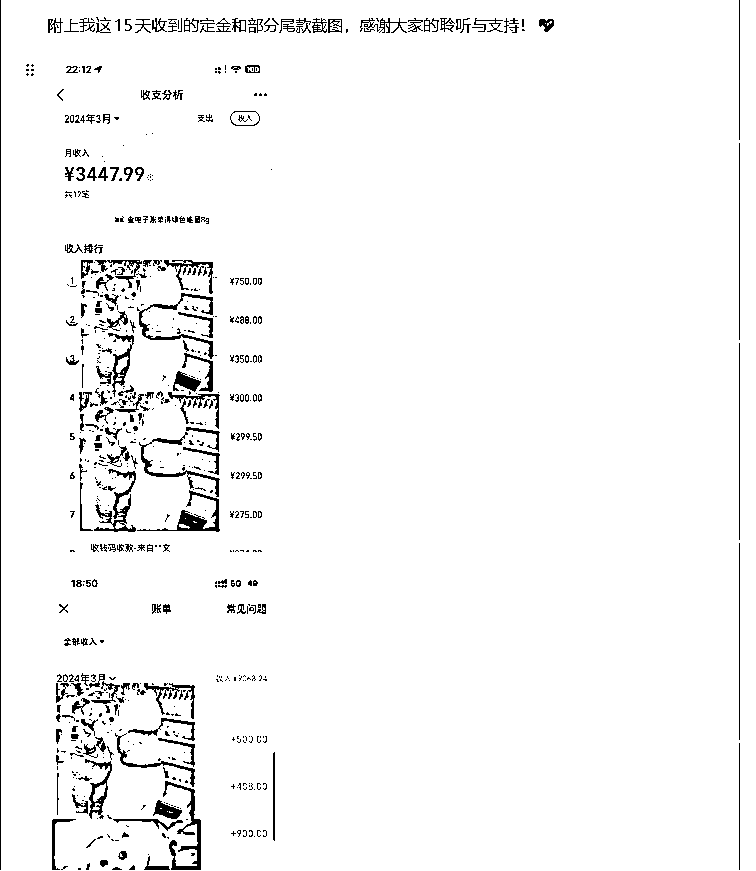 附上我这15天收到的定金和部分尾款截图，感谢大家的聆听与支持！
22:12
收支分析
2024年3月
支出
收入
月收入
¥3447.99
共12笔
收入排行
1
¥750.00
2
¥488.00
3
¥350.00
4
¥300.00
5
¥299.50
6
¥299.50
7
¥275.00
收钱码收款-来自**文
18:50
5G
账单
常见问题
全部收入
2024年3月
+500.00
+488.00
+900.00